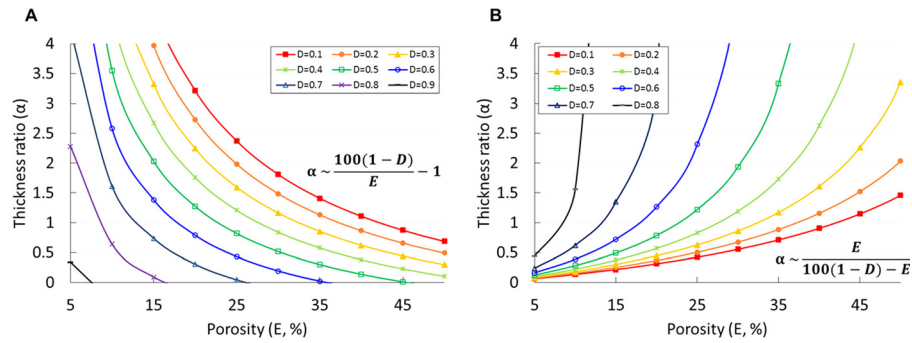 A
4
3.5
3
2.5
2
1.5
1
0.5
0
Thickness ratio (α)
D=0.1 D=0.2 D=0.3
D=0.4 D=0.5 D=0.6
D=0.7 D=0.8 D=0.9
α ~ 100(1 − D) / E − 1
5 15 25 35 45
Porosity (E, %)
B
4
3.5
3
2.5
2
1.5
1
0.5
0
Thickness ratio (α)
D=0.1 D=0.2
D=0.3 D=0.4
D=0.5 D=0.6
D=0.7 D=0.8
α ~ E / 100(1 − D) − E
5 15 25 35 45
Porosity (E, %)